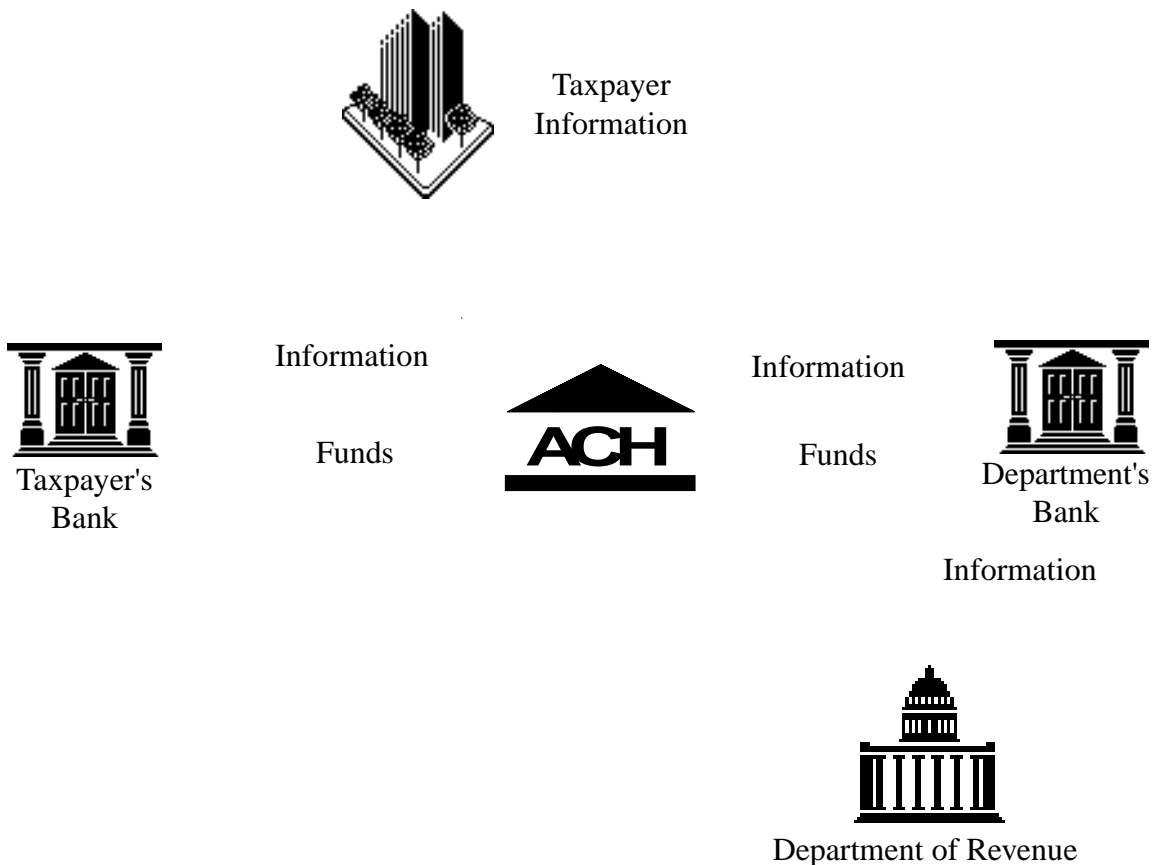 Taxpayer
Information
Information
Information
ACH
Funds
Funds
Taxpayer's
Bank
Department's
Bank
Information
Department of Revenue